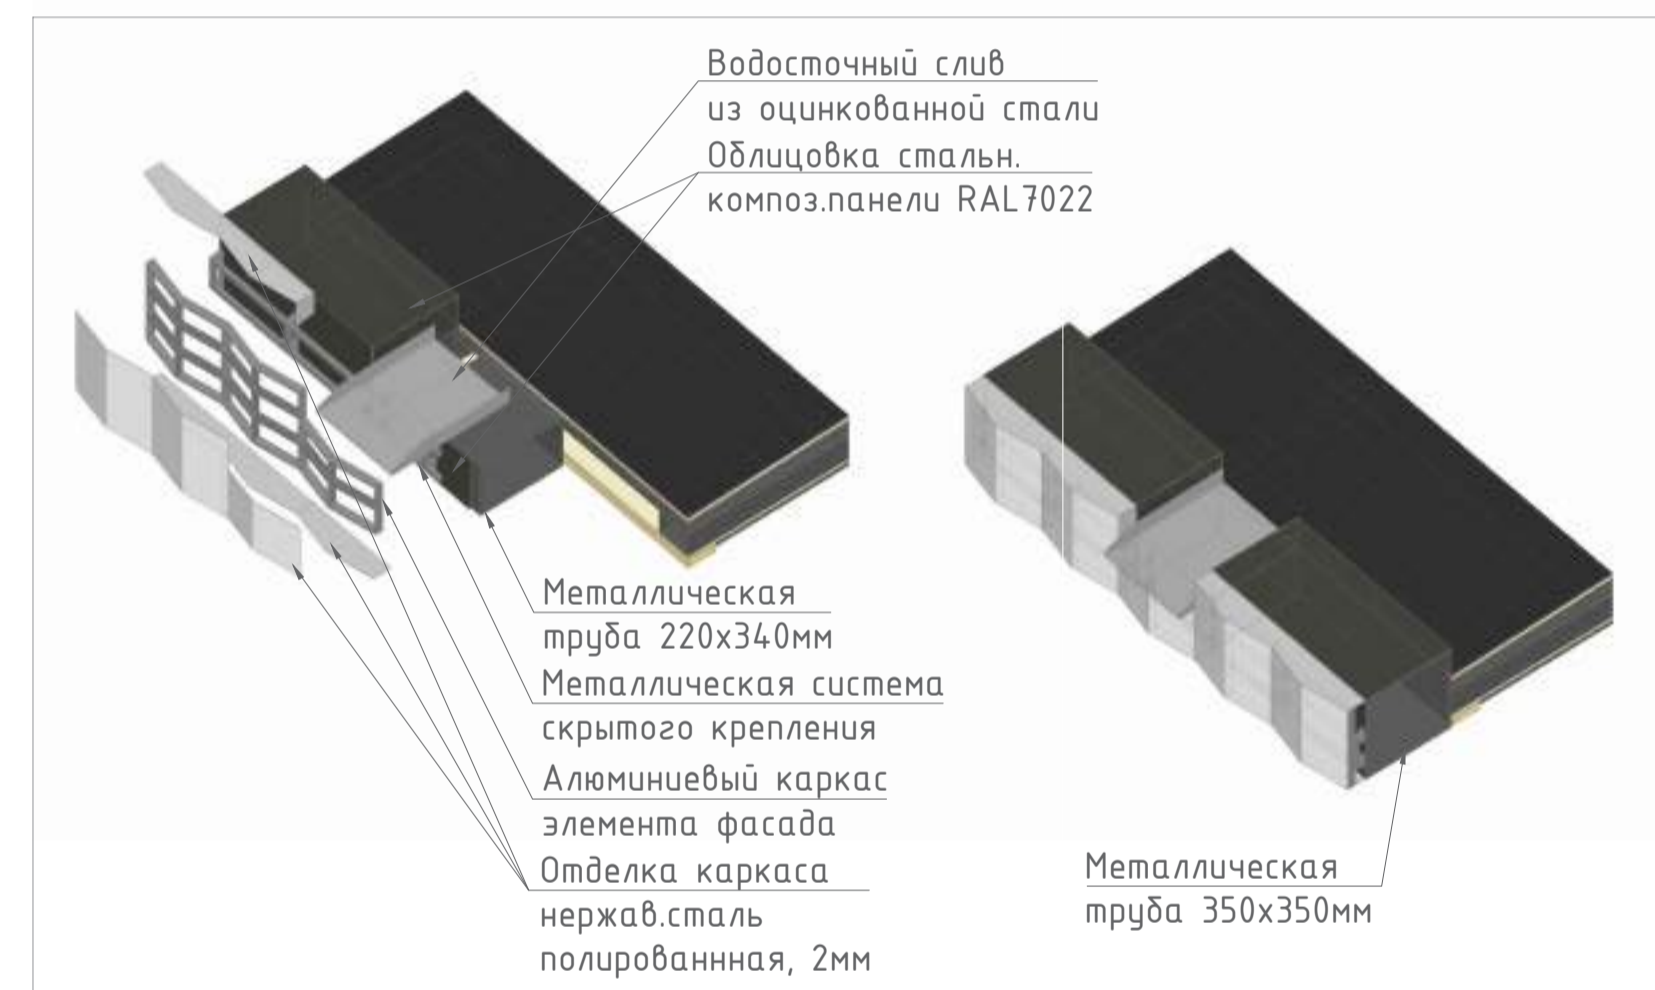 Водосточный слив
из оцинкованной стали
Облицовка стальн.
композ.панели RAL7022
Металлическая
труба 220х340мм
Металлическая система
скрытого крепления
Алюминиевый каркас
элемента фасада
Отделка каркаса
нержав.сталь
полированнная, 2мм
Металлическая
труба 350х350мм